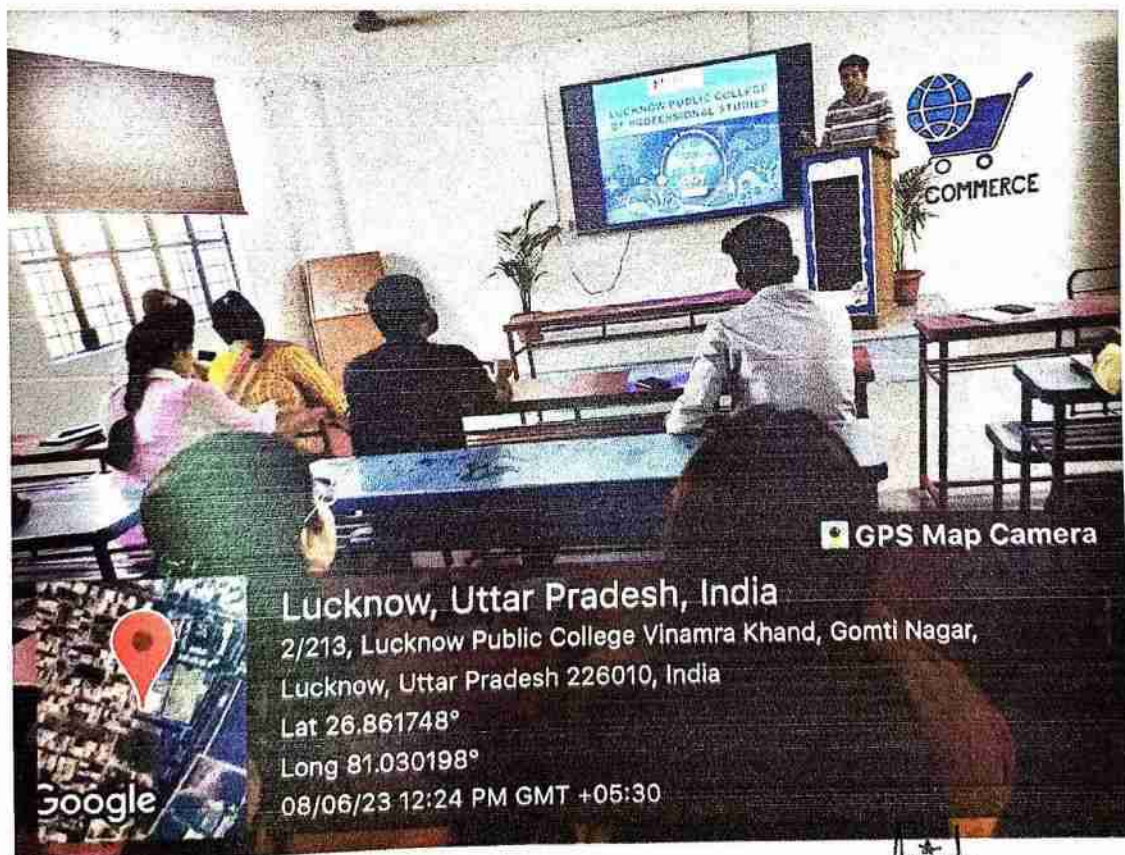 LUCKNOW PUBLIC COLLEGE
OF PROFESSIONAL STUDIES
COMMERCE
GPS Map Camera
Lucknow, Uttar Pradesh, India
2/213, Lucknow Public College Vinamra Khand, Gomti Nagar,
Lucknow, Uttar Pradesh 226010, India
Lat 26.861748°
Long 81.030198°
08/06/23 12:24 PM GMT +05:30
Google